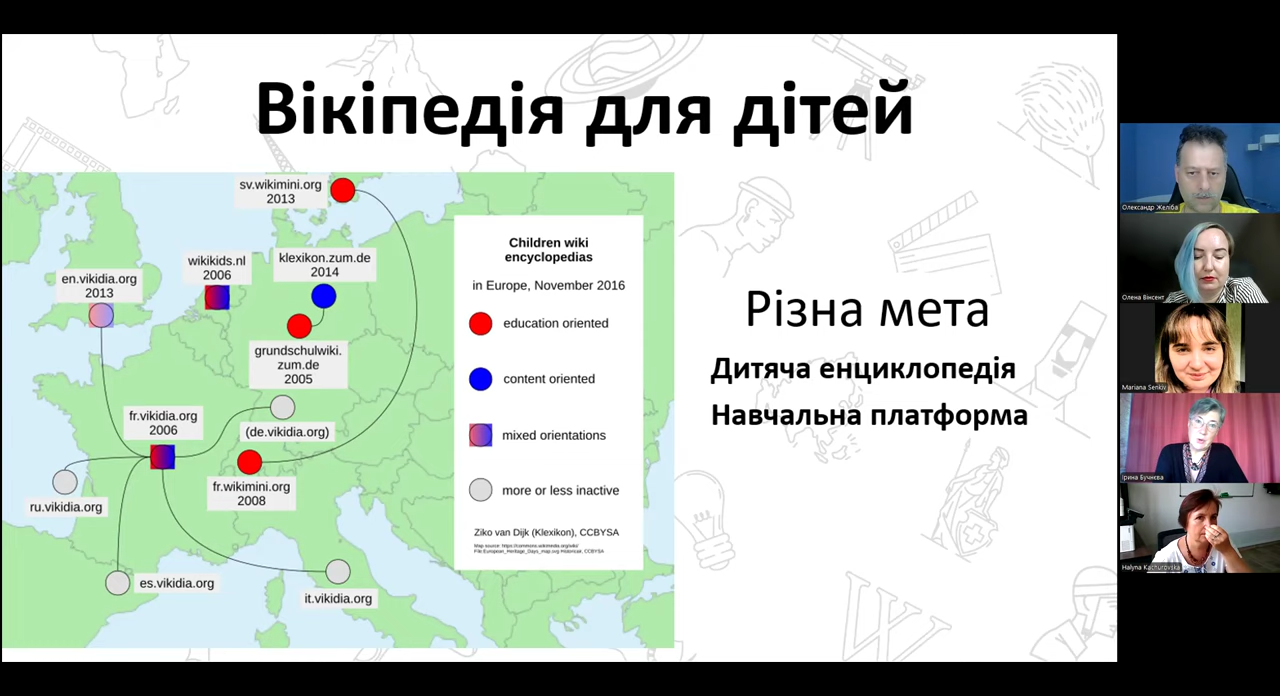 Вікіпедія для дітей
sv.wikimini.org
2013
wikikids.nl
2006
klexikon.zum.de
2014
en.vikidia.org
2013
grundschulwiki.
zum.de
2005
fr.vikidia.org
2006
(de.vikidia.org)
fr.wikimini.org
2008
ru.vikidia.org
es.vikidia.org
it.vikidia.org
Children wiki
encyclopedias
in Europe, November 2016
education oriented
content oriented
mixed orientations
more or less inactive
Ziko van Dijk (Klexikon), CCBYSA
Map source: https://commons.wikimedia.org/wiki/
File:European_Heritage_Days_map.svg Historicair, CCBYSA
Різна мета
Дитяча енциклопедія
Навчальна платформа
Олександр Желіба
Олена Вінсент
Mariana Senkiv
Ірина Бучнєва
Halyna Kachurovska